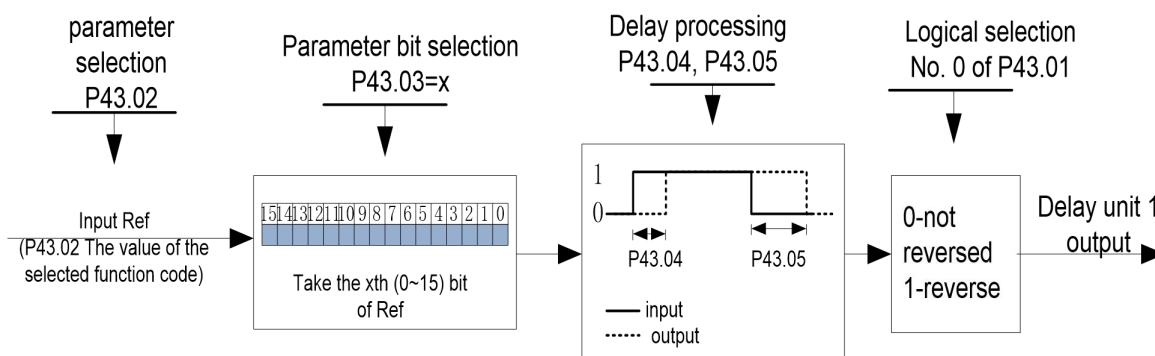 parameter
selection
P43.02
Parameter bit selection
P43.03=x
Delay processing
P43.04, P43.05
Logical selection
No. 0 of P43.01
Input Ref
(P43.02 The value of the
selected function code)
15 14 13 12 11 10 9 8 7 6 5 4 3 2 1 0
Take the xth (0~15) bit
of Ref
1
0
P43.04 P43.05
input
output
0-not
reversed
1-reverse
Delay unit 1
output